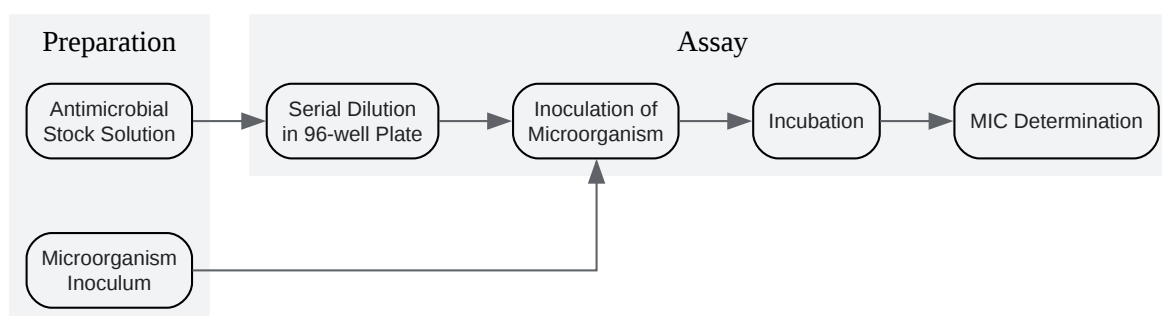 Preparation
Assay
Antimicrobial
Stock Solution
Serial Dilution
in 96-well Plate
Inoculation of
Microorganism
Incubation
MIC Determination
Microorganism
Inoculum